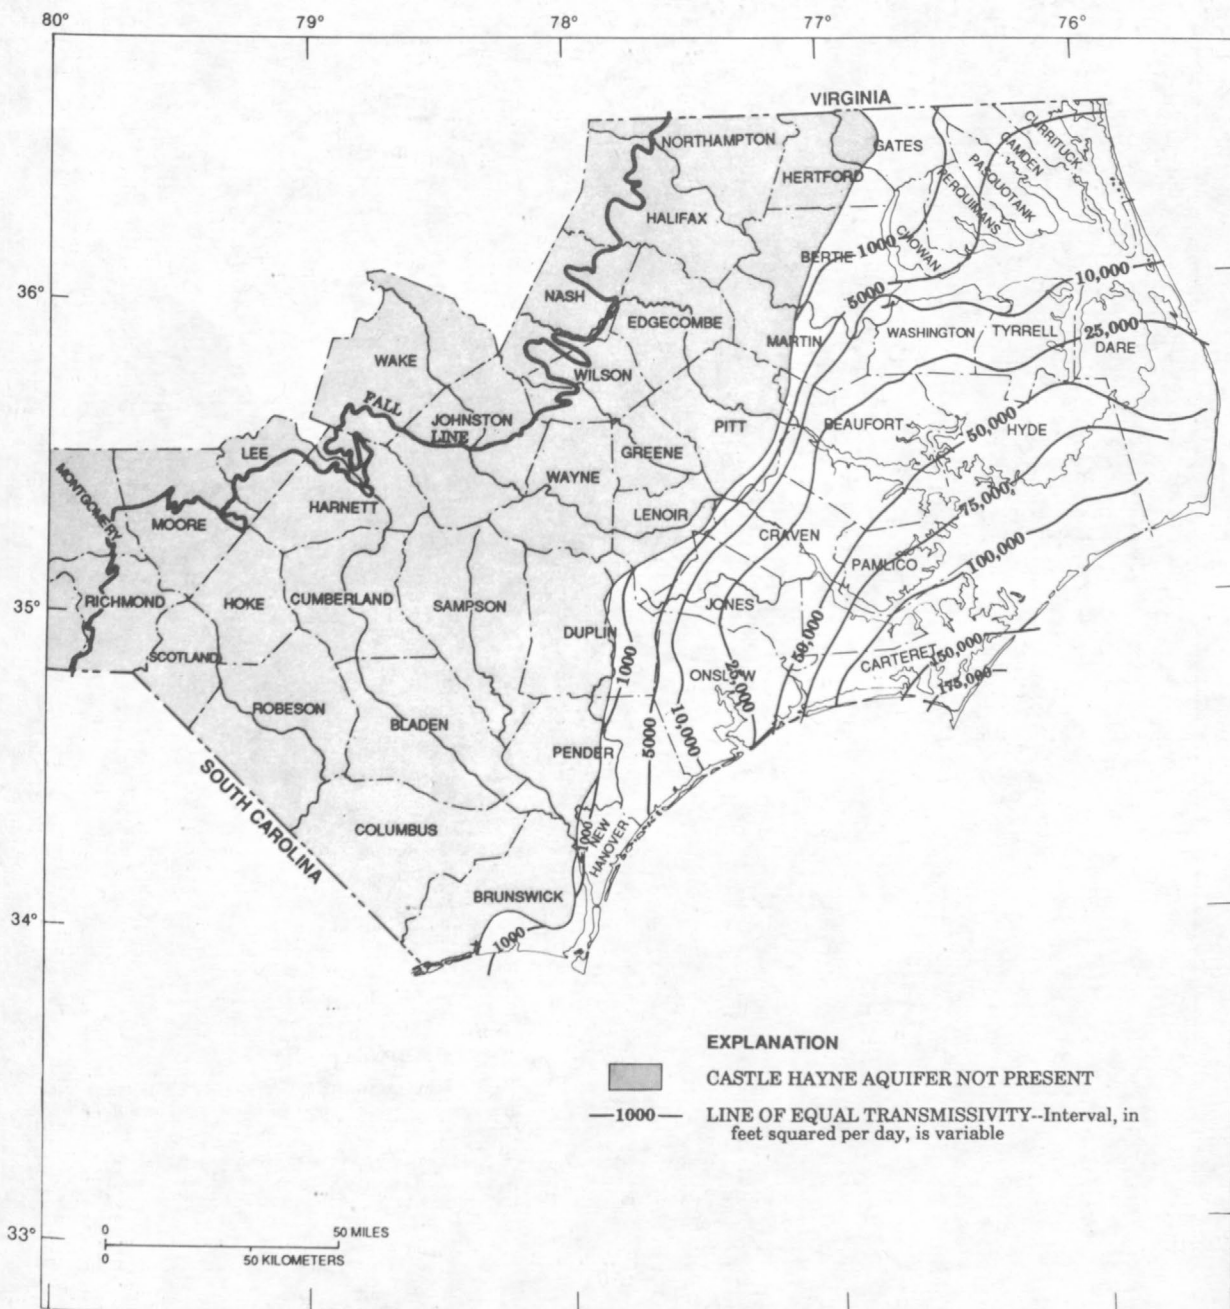 80° 79° 78° 77° 76°
VIRGINIA
NORTHAMPTON
GATES
CURRITUCK
CAMDEN
PASQUOTANK
PERQUIMANS
HERTFORD
HALIFAX
CHOWAN
BERTIE
1000
10,000
36°
NASH
5000
EDGECOMBE
WASHINGTON
TYRRELL
25,000
DARE
MARTIN
WAKE
WILSON
FALL
LINE
JOHNSTON
PITT
BEAUFORT
50,000
HYDE
LEE
GREENE
WAYNE
MONTGOMERY
75,000
HARNETT
LENOIR
MOORE
CRAVEN
100,000
PAMLICO
35°
RICHMOND
HOKE
CUMBERLAND
SAMPSON
JONES
DUPLIN
50,000
SCOTLAND
1000
CARTERET
150,000
ONSLOW
25,000
175,000
ROBESON
BLADEN
5000
10,000
PENDER
SOUTH CAROLINA
COLUMBUS
1000
NEW
HANOVER
BRUNSWICK
34°
1000
EXPLANATION
CASTLE HAYNE AQUIFER NOT PRESENT
1000 LINE OF EQUAL TRANSMISSIVITY--Interval, in
feet squared per day, is variable
33°
0 50 MILES
0 50 KILOMETERS